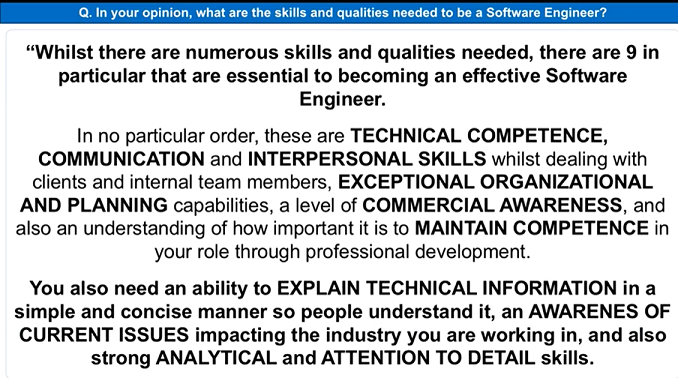 Q. In your opinion, what are the skills and qualities needed to be a Software Engineer?
“Whilst there are numerous skills and qualities needed, there are 9 in
particular that are essential to becoming an effective Software
Engineer.
In no particular order, these are TECHNICAL COMPETENCE,
COMMUNICATION and INTERPERSONAL SKILLS whilst dealing with
clients and internal team members, EXCEPTIONAL ORGANIZATIONAL
AND PLANNING capabilities, a level of COMMERCIAL AWARENESS, and
also an understanding of how important it is to MAINTAIN COMPETENCE in
your role through professional development.
You also need an ability to EXPLAIN TECHNICAL INFORMATION in a
simple and concise manner so people understand it, an AWARENES OF
CURRENT ISSUES impacting the industry you are working in, and also
strong ANALYTICAL and ATTENTION TO DETAIL skills.